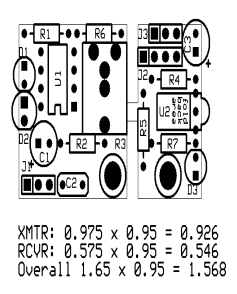 R1
R6
J3
C3
D1
U1
J2
R4
U2
D2
C1
R2
R3
R5
R7
J1
C2
D3
XMTR: 0.975 x 0.95 = 0.926
RCVR: 0.575 x 0.95 = 0.546
Overall 1.65 x 0.95 = 1.568